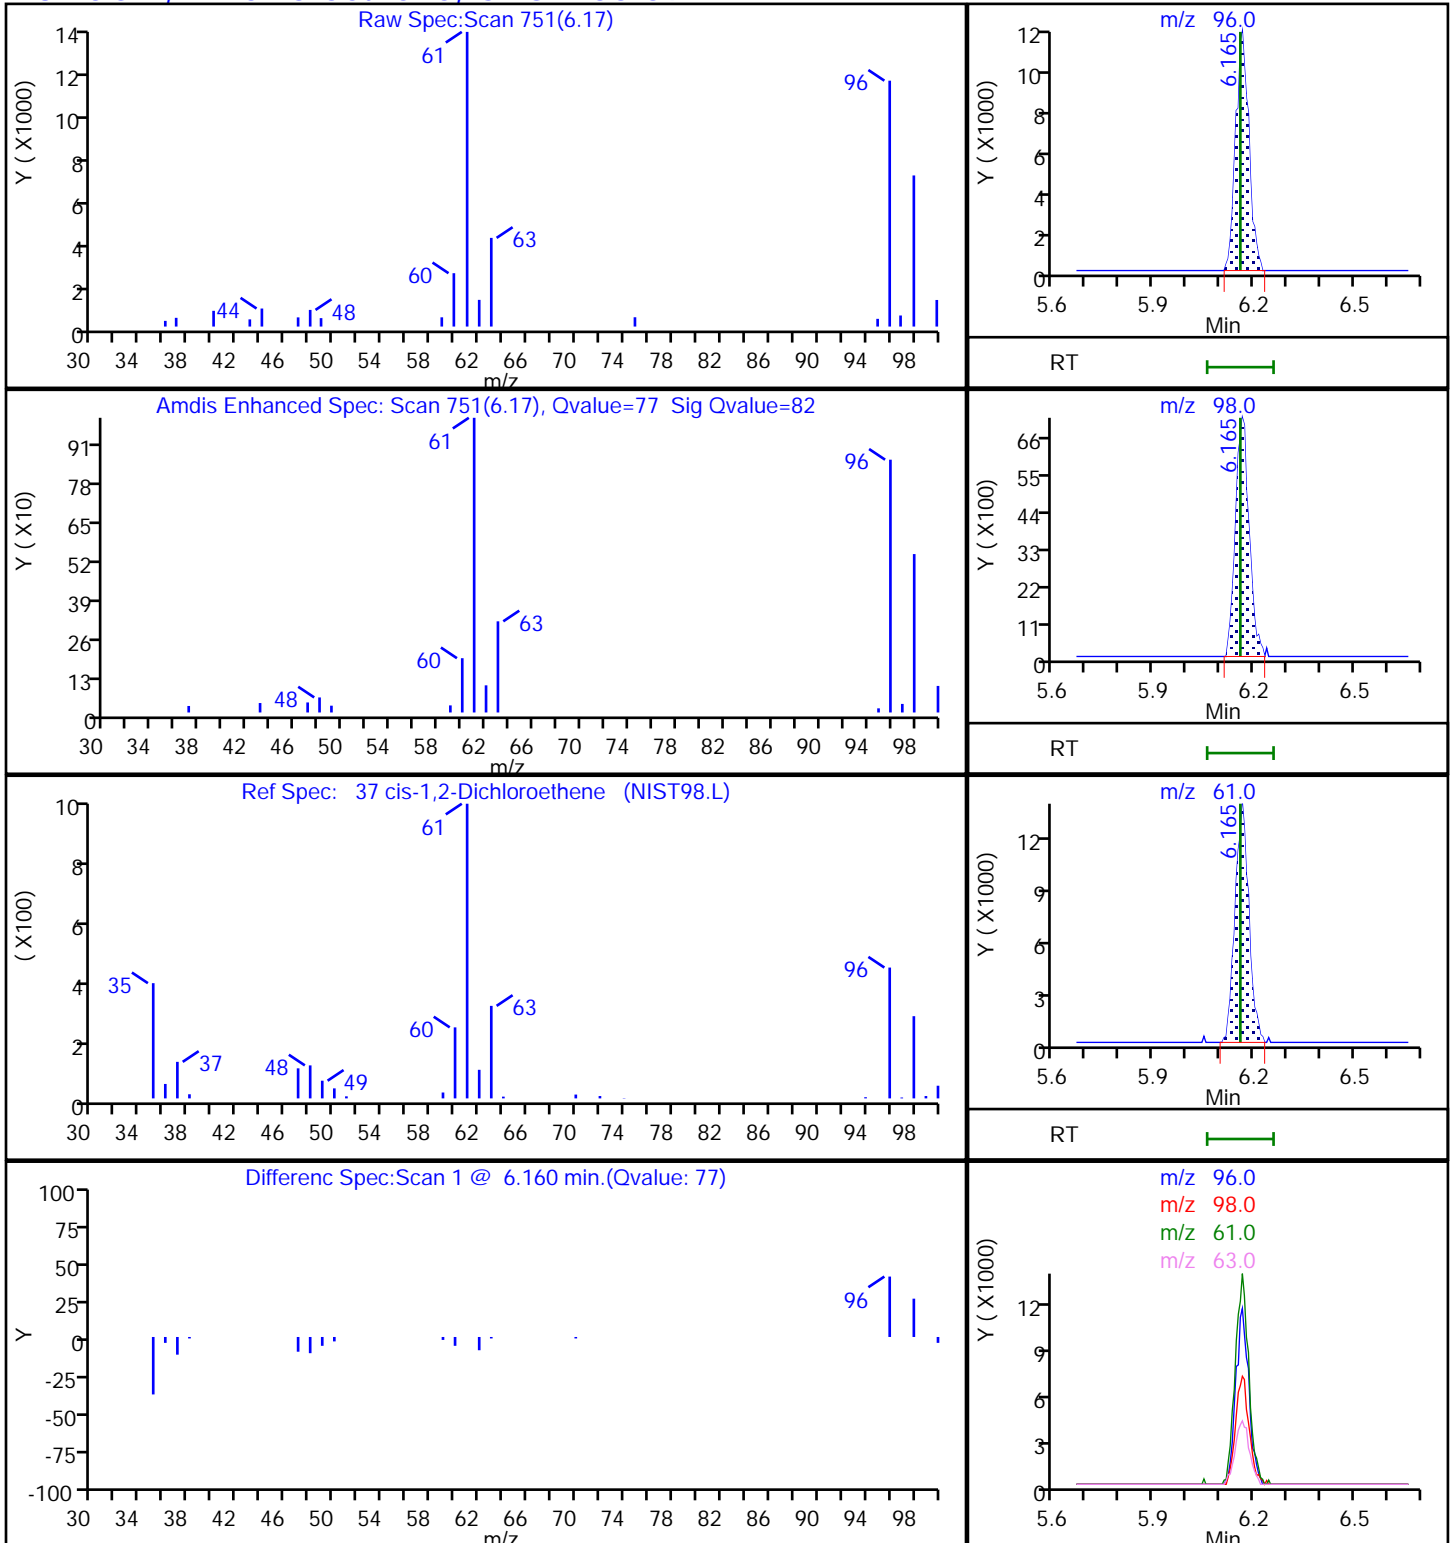 Raw Spec:Scan 751(6.17)
14
12
10
8
6
4
2
0
Y ( X1000)
61
96
63
60
44
48
30 34 38 42 46 50 54 58 62 66 70 74 78 82 86 90 94 98
m/z
m/z 96.0
12
10
8
6
4
2
0
Y ( X1000)
6.165
5.6 5.9 6.2 6.5
Min
RT
Amdis Enhanced Spec: Scan 751(6.17), Qvalue=77 Sig Qvalue=82
91
78
65
52
39
26
13
0
Y ( X10)
61
96
63
60
48
30 34 38 42 46 50 54 58 62 66 70 74 78 82 86 90 94 98
m/z
m/z 98.0
66
55
44
33
22
11
0
Y ( X100)
6.165
5.6 5.9 6.2 6.5
Min
RT
Ref Spec: 37 cis-1,2-Dichloroethene (NIST98.L)
10
8
6
4
2
0
( X100)
61
96
35
63
60
37
48
49
30 34 38 42 46 50 54 58 62 66 70 74 78 82 86 90 94 98
m/z
m/z 61.0
12
9
6
3
0
Y ( X1000)
6.165
5.6 5.9 6.2 6.5
Min
RT
Differenc Spec:Scan 1 @ 6.160 min.(Qvalue: 77)
100
75
50
25
0
-25
-50
-75
-100
Y
96
30 34 38 42 46 50 54 58 62 66 70 74 78 82 86 90 94 98
m/z
m/z 96.0
m/z 98.0
m/z 61.0
m/z 63.0
12
9
6
3
0
Y ( X1000)
5.6 5.9 6.2 6.5
Min